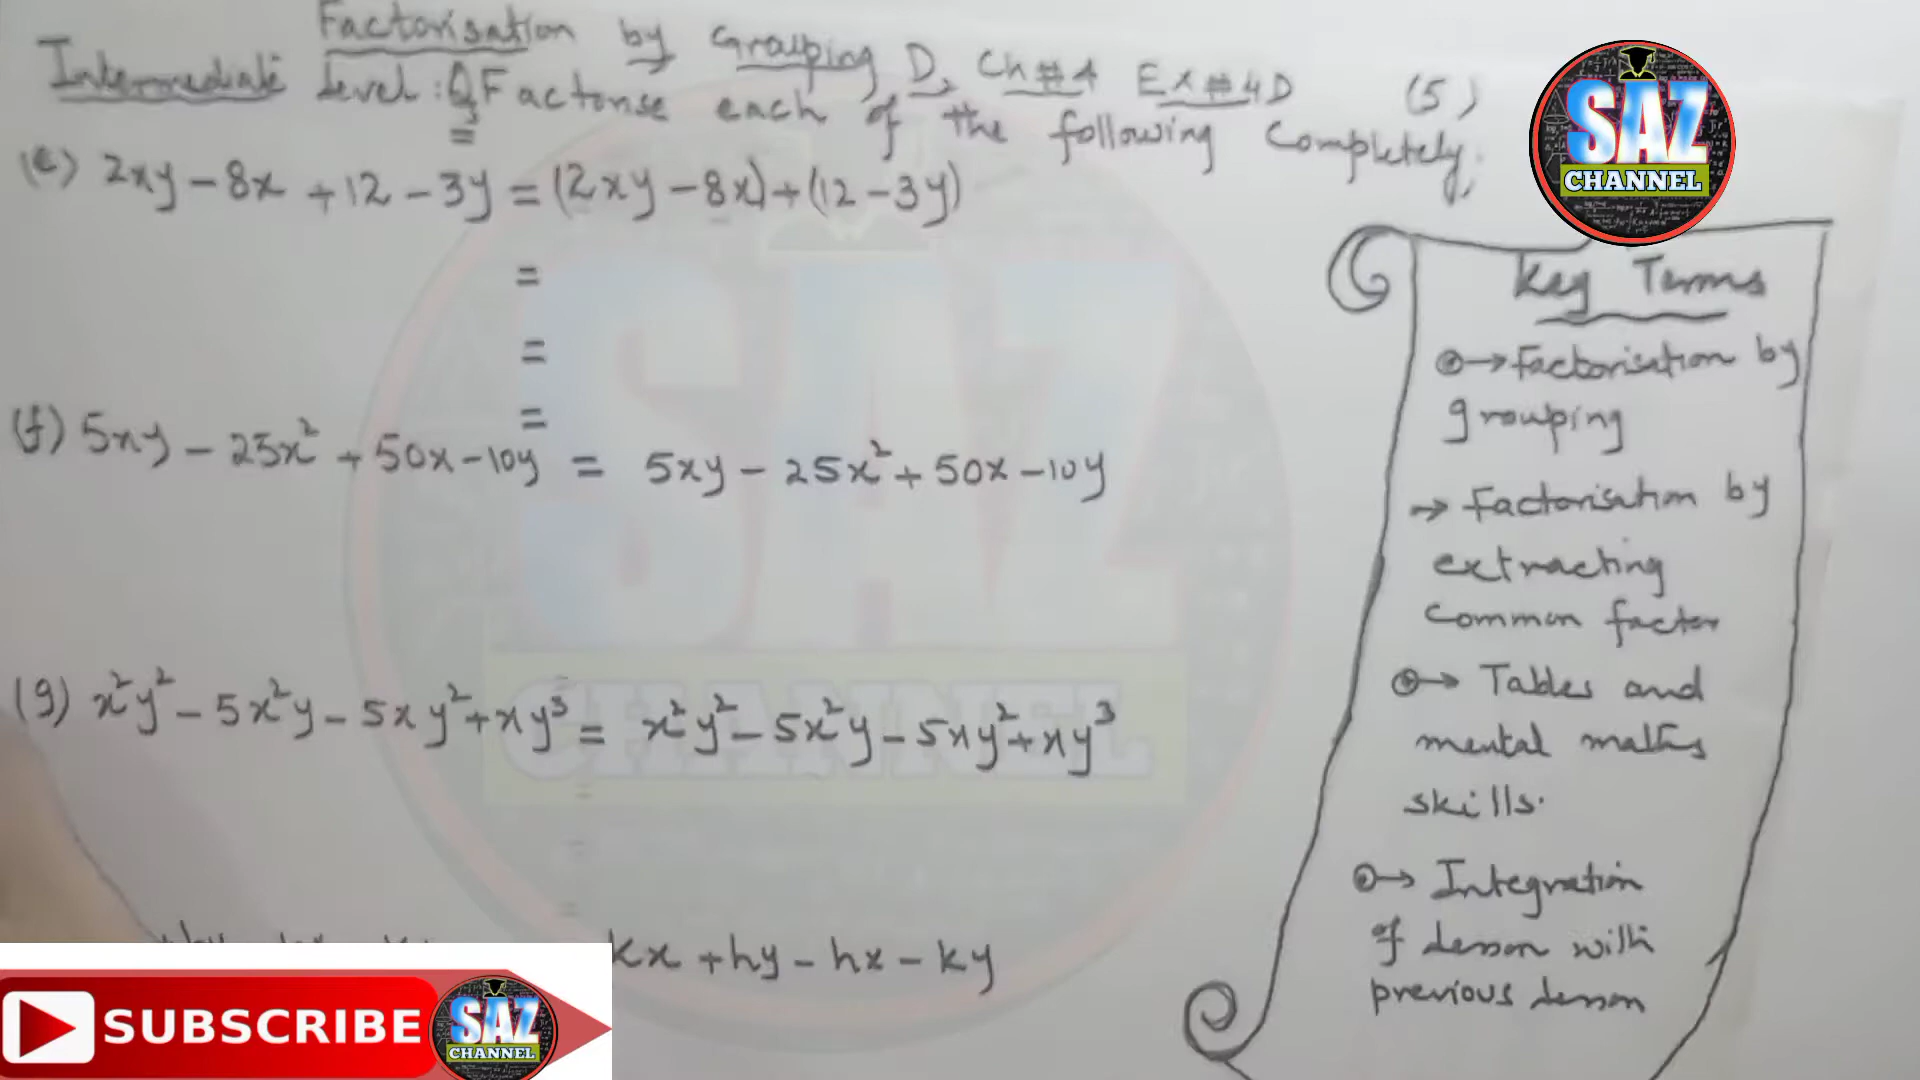 Factorisation by Grouping D, Ch#4 Ex#4D (5)
Intermediate level: Q Factorise each of the following Completely;
3
(e) 2xy - 8x + 12 - 3y = (2xy - 8x) + (12 - 3y)
=
=
=
(f) 5xy - 25x² + 50x - 10y = 5xy - 25x² + 50x - 10y
(g) x²y² - 5x²y - 5xy² + xy³ = x²y² - 5x²y - 5xy² + xy³
=
=
=
kx + hy - hx - ky
Key Terms
→ Factorisation by
grouping
→ Factorisation by
extracting
common factor
→ Tables and
mental maths
skills.
→ Integration
of lesson with
previous lesson
SAZ
CHANNEL
SAZ
CHANNEL
SUBSCRIBE
SAZ
CHANNEL